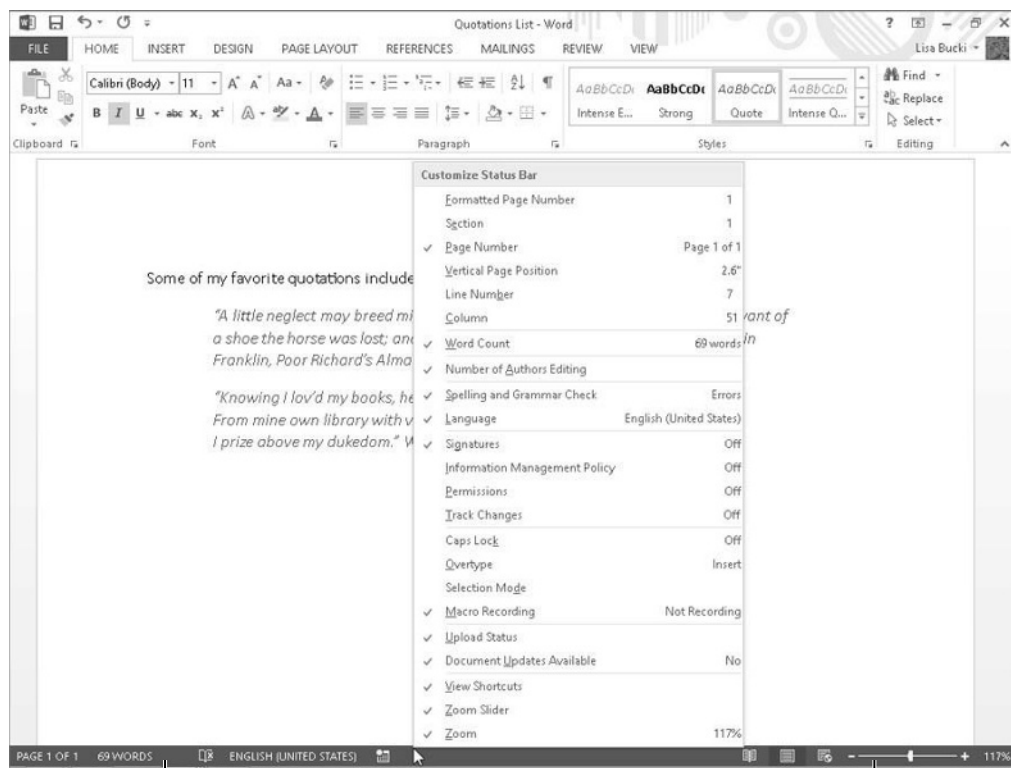 Quotations List - Word
FILE HOME INSERT DESIGN PAGE LAYOUT REFERENCES MAILINGS REVIEW VIEW Lisa Bucki
Calibri (Body) 11 A A Aa
Find
Paste
B I U abc X₂ X² A A
AaBbCcDc AaBbCcDc AaBbCcDc AaBbCcDc
Replace
Intense E... Strong Quote Intense Q...
Select
Clipboard Font Paragraph Styles Editing
Customize Status Bar
Formatted Page Number 1
Section 1
Page Number Page 1 of 1
Vertical Page Position 2.6"
Line Number 7
Column 51
Word Count 69 words
Number of Authors Editing
Spelling and Grammar Check Errors
Language English (United States)
Signatures Off
Information Management Policy Off
Permissions Off
Track Changes Off
Caps Lock Off
Overtype Insert
Selection Mode
Macro Recording Not Recording
Upload Status
Document Updates Available No
View Shortcuts
Zoom Slider
Zoom 117%
Some of my favorite quotations include
“A little neglect may breed mi vant of
a shoe the horse was lost; and in
Franklin, Poor Richard’s Alma
“Knowing I lov’d my books, he
From mine own library with v
I prize above my dukedom.” W
PAGE 1 OF 1 69 WORDS ENGLISH (UNITED STATES) 117%